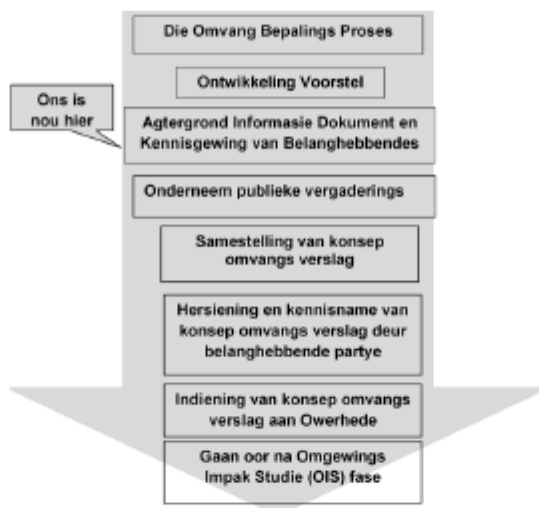 Die Omvang Bepalings Proses
Ontwikkeling Voorstel
Ons is
nou hier
Agtergrond Informasie Dokument en
Kennisgewing van Belanghebbendes
Onderneem publieke vergaderings
Samestelling van konsep
omvangs verslag
Hersiening en kennisname van
konsep omvangs verslag deur
belanghebbende partye
Indiening van konsep omvangs
verslag aan Owerhede
Gaan oor na Omgewings
Impak Studie (OIS) fase